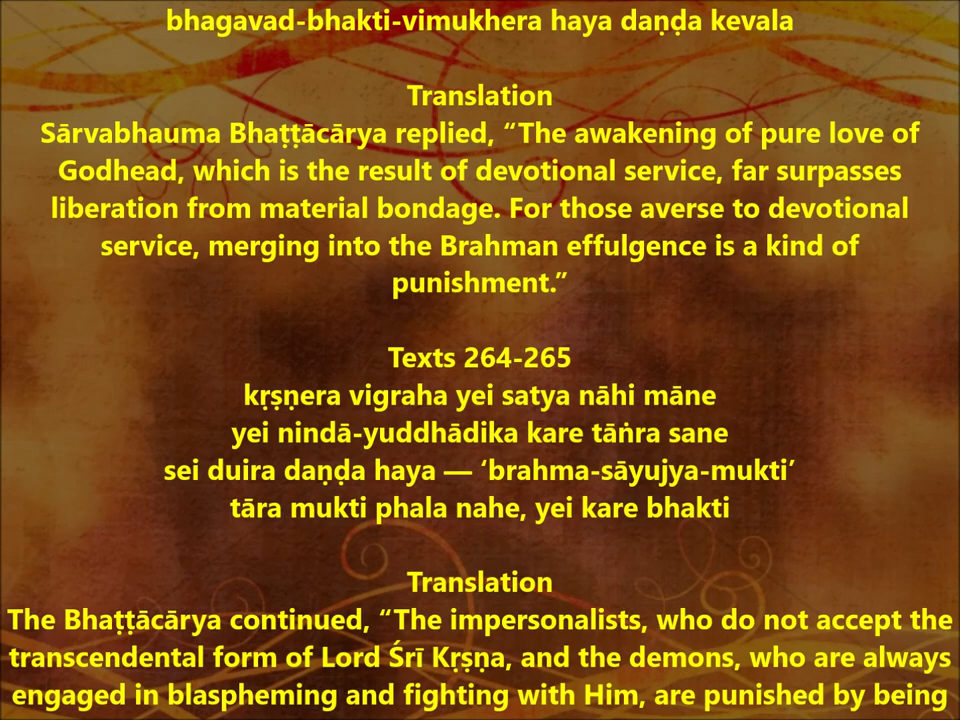 bhagavad-bhakti-vimukhera haya daṇḍa kevala
Translation
Sārvabhauma Bhaṭṭācārya replied, “The awakening of pure love of
Godhead, which is the result of devotional service, far surpasses
liberation from material bondage. For those averse to devotional
service, merging into the Brahman effulgence is a kind of
punishment.”
Texts 264-265
kṛṣṇera vigraha yei satya nāhi māne
yei nindā-yuddhādika kare tāṅra sane
sei duira daṇḍa haya — ‘brahma-sāyujya-mukti’
tāra mukti phala nahe, yei kare bhakti
Translation
The Bhaṭṭācārya continued, “The impersonalists, who do not accept the
transcendental form of Lord Śrī Kṛṣṇa, and the demons, who are always
engaged in blaspheming and fighting with Him, are punished by being